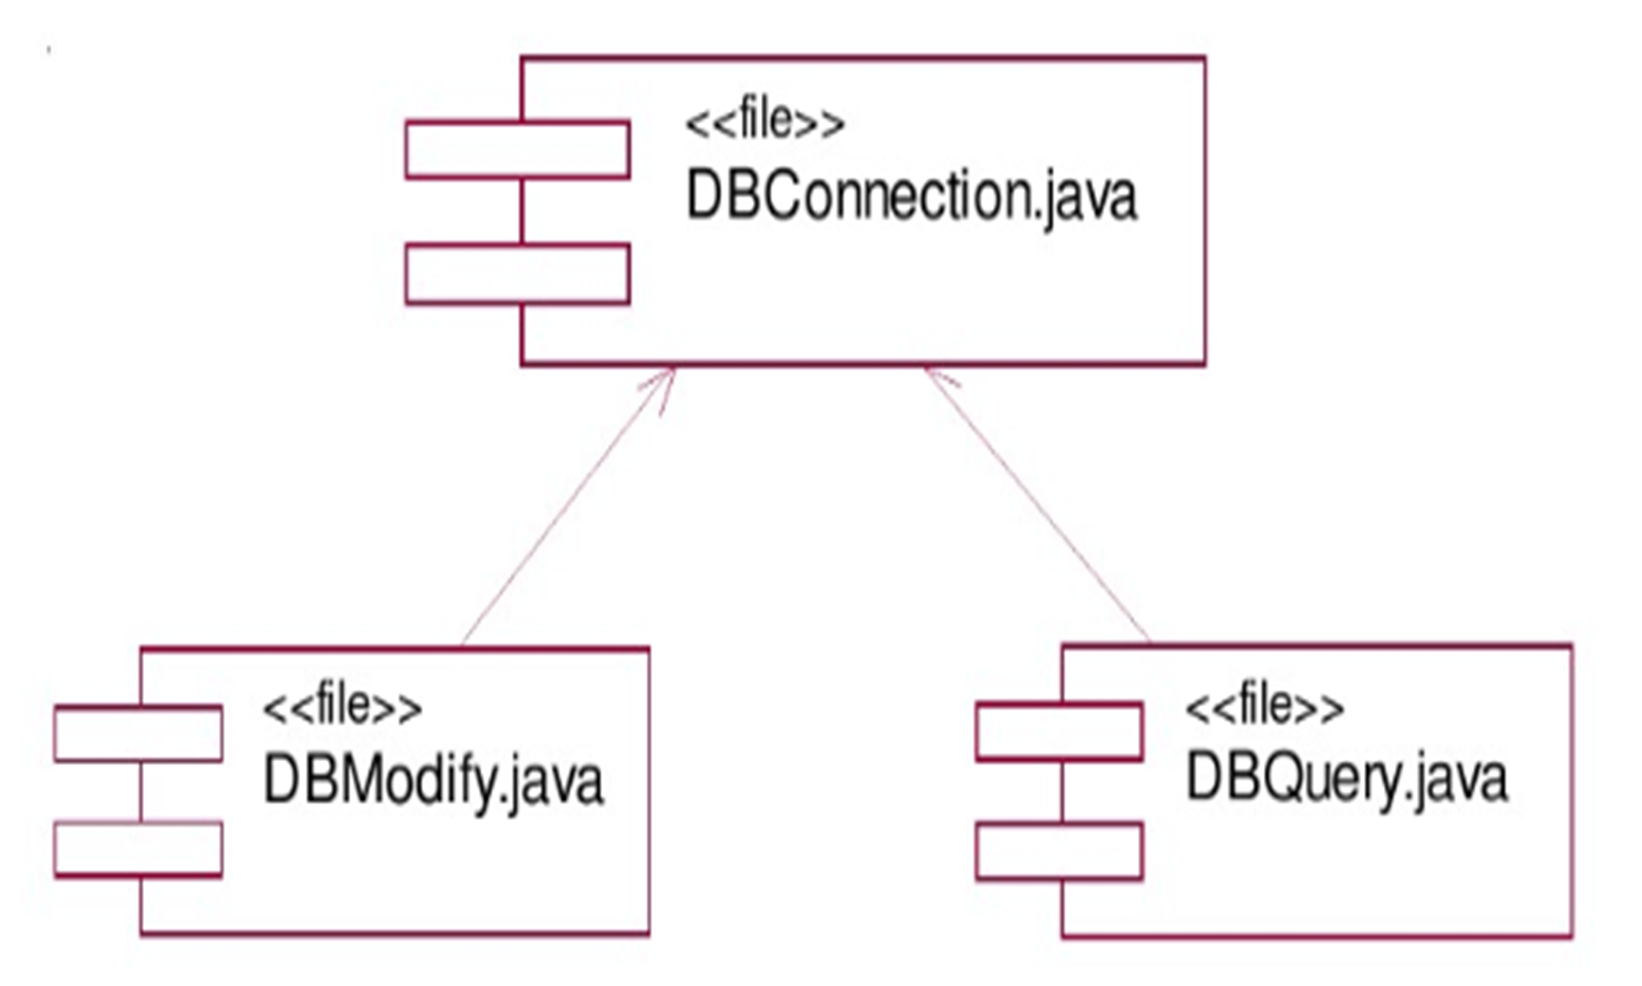 <<file>>
DBConnection.java
<<file>>
DBModify.java
<<file>>
DBQuery.java